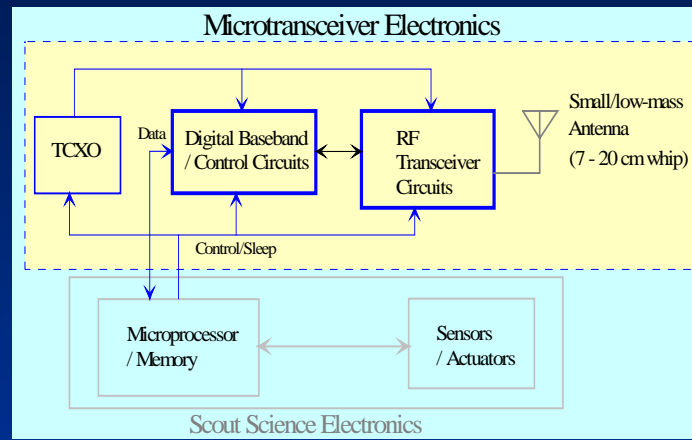 Microtransceiver Electronics
TCXO
Data
Digital Baseband
/ Control Circuits
RF
Transceiver
Circuits
Small/low-mass
Antenna
(7 - 20 cm whip)
Control/Sleep
Microprocessor
/ Memory
Sensors
/ Actuators
Scout Science Electronics